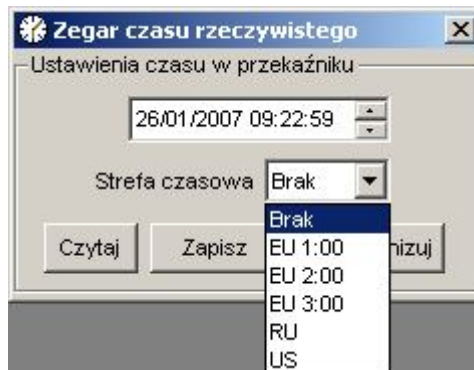 Zegar czasu rzeczywistego
Ustawienia czasu w przekaźniku
26/01/2007 09:22:59
Strefa czasowa Brak
Brak
Czytaj Zapisz EU 1:00 nizuj
EU 2:00
EU 3:00
RU
US